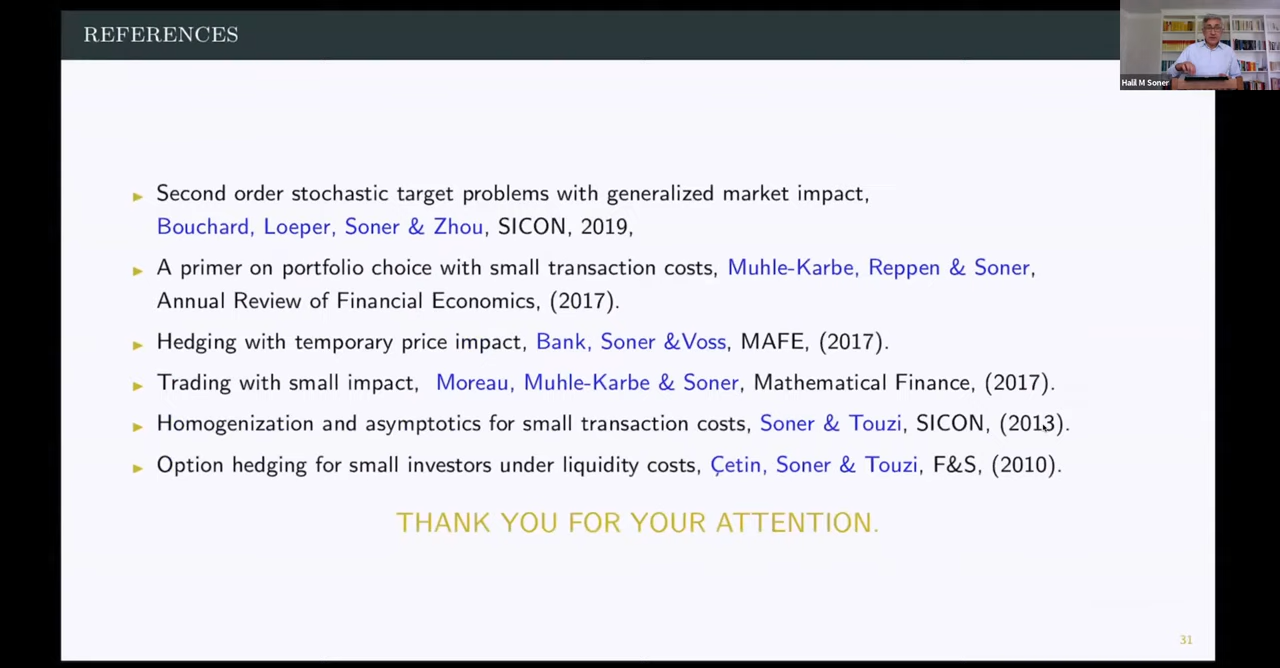 REFERENCES
Halil M Soner
► Second order stochastic target problems with generalized market impact,
Bouchard, Loeper, Soner & Zhou, SICON, 2019,
► A primer on portfolio choice with small transaction costs, Muhle-Karbe, Reppen & Soner,
Annual Review of Financial Economics, (2017).
► Hedging with temporary price impact, Bank, Soner &Voss, MAFE, (2017).
► Trading with small impact, Moreau, Muhle-Karbe & Soner, Mathematical Finance, (2017).
► Homogenization and asymptotics for small transaction costs, Soner & Touzi, SICON, (2013).
► Option hedging for small investors under liquidity costs, Çetin, Soner & Touzi, F&S, (2010).
THANK YOU FOR YOUR ATTENTION.
31